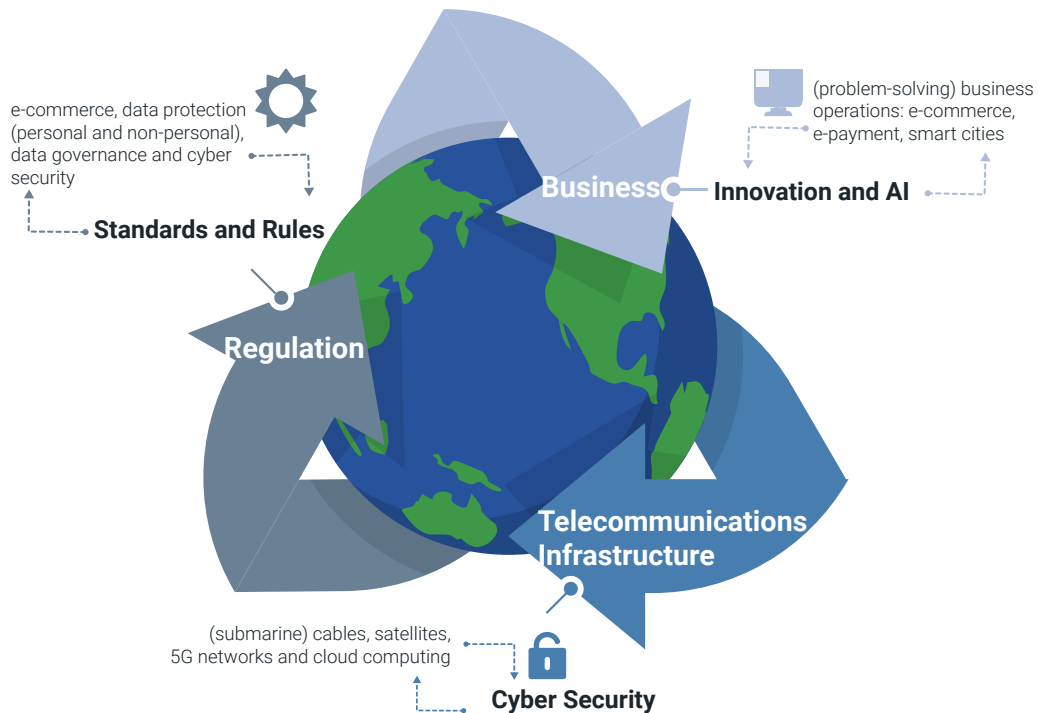 e-commerce, data protection
(personal and non-personal),
data governance and cyber
security
Standards and Rules
Regulation
(problem-solving) business
operations: e-commerce,
e-payment, smart cities
Business
Innovation and AI
Telecommunications
Infrastructure
(submarine) cables, satellites,
5G networks and cloud computing
Cyber Security